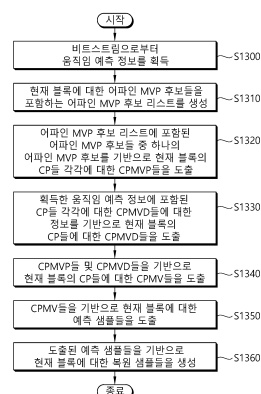 시작
비트스트림으로부터
움직임 예측 정보를 획득
S1300
현재 블록에 대한 어파인 MVP 후보들을
포함하는 어파인 MVP 후보 리스트를 생성
S1310
어파인 MVP 후보 리스트에 포함된
어파인 MVP 후보들 중 하나의
어파인 MVP 후보를 기반으로 현재 블록의
CP들 각각에 대한 CPMVP들을 도출
S1320
획득한 움직임 예측 정보에 포함된
CP들 각각에 대한 CPMVD들에 대한
정보를 기반으로 현재 블록의
CP들에 대한 CPMVD들을 도출
S1330
CPMVP들 및 CPMVD들을 기반으로
현재 블록의 CP들에 대한 CPMV들을 도출
S1340
CPMV들을 기반으로 현재 블록에 대한
예측 샘플들을 도출
S1350
도출된 예측 샘플들을 기반으로
현재 블록에 대한 복원 샘플들을 생성
S1360
종료